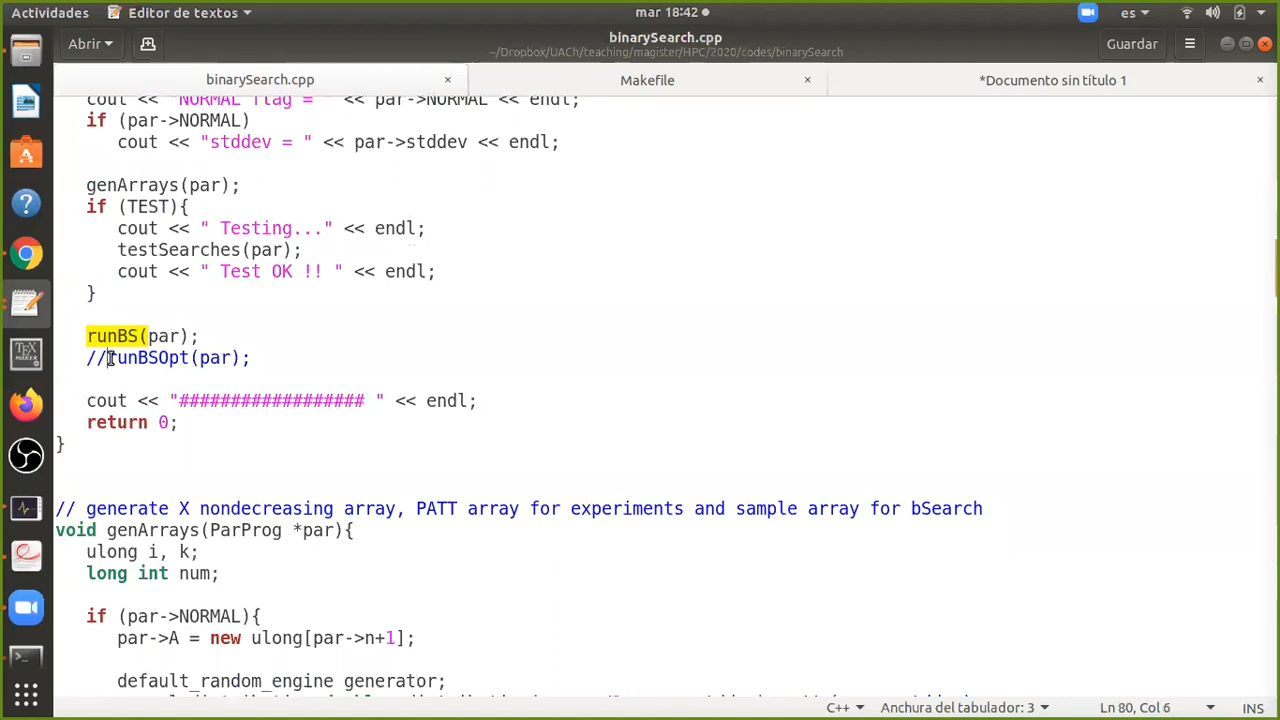 Actividades Editor de textos mar 18:42 es
Abrir binarySearch.cpp Guardar
~/Dropbox/UACh/teaching/magister/HPC/2020/codes/binarySearch
binarySearch.cpp × Makefile × *Documento sin título 1 ×
cout << "NORMAL flag = " << par->NORMAL << endl;
if (par->NORMAL)
cout << "stddev = " << par->stddev << endl;
genArrays(par);
if (TEST){
cout << " Testing..." << endl;
testSearches(par);
cout << " Test OK !! " << endl;
}
runBS(par);
//runBSOpt(par);
cout << "################## " << endl;
return 0;
}
// generate X nondecreasing array, PATT array for experiments and sample array for bSearch
void genArrays(ParProg *par){
ulong i, k;
long int num;
if (par->NORMAL){
par->A = new ulong[par->n+1];
default_random_engine generator;
C++ Anchura del tabulador: 3 Ln 80, Col 6 INS